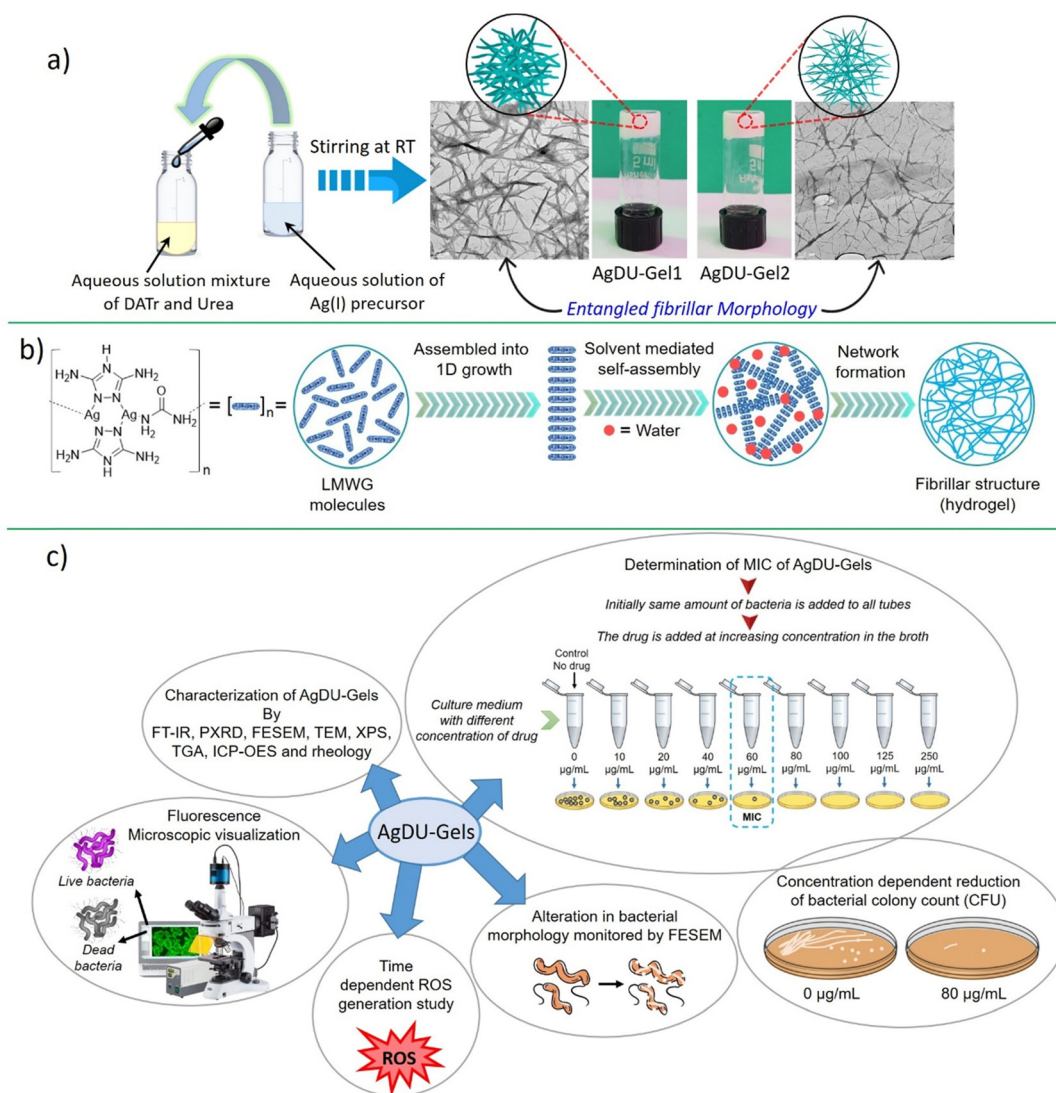 a)
Stirring at RT
Aqueous solution mixture
of DATr and Urea
Aqueous solution of
Ag(I) precursor
5 ml
AgDU-Gel1
AgDU-Gel2
Entangled fibrillar Morphology
b)
H
N
NH2
NH2
N
N
Ag
Ag
O
N
H2
NH2
N
N
NH2
NH2
N
H
n
= [ ]n =
LMWG
molecules
Assembled into
1D growth
Solvent mediated
self-assembly
= Water
Network
formation
Fibrillar structure
(hydrogel)
c)
Determination of MIC of AgDU-Gels
Initially same amount of bacteria is added to all tubes
The drug is added at increasing concentration in the broth
Control
No drug
Culture medium
with different
concentration of drug
0 10 20 40 60 80 100 125 250
µg/mL µg/mL µg/mL µg/mL µg/mL µg/mL µg/mL µg/mL µg/mL
MIC
Characterization of AgDU-Gels
By
FT-IR, PXRD, FESEM, TEM, XPS,
TGA, ICP-OES and rheology
AgDU-Gels
Fluorescence
Microscopic visualization
Live bacteria
Dead
bacteria
Time
dependent ROS
generation study
ROS
Alteration in bacterial
morphology monitored by FESEM
Concentration dependent reduction
of bacterial colony count (CFU)
0 µg/mL
80 µg/mL